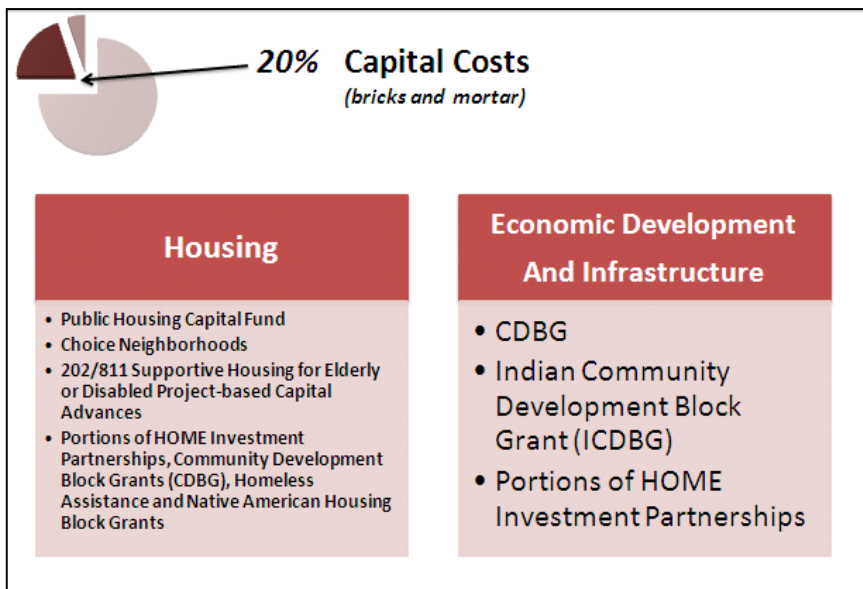 20% Capital Costs
(bricks and mortar)
Housing
• Public Housing Capital Fund
• Choice Neighborhoods
• 202/811 Supportive Housing for Elderly
or Disabled Project-based Capital
Advances
• Portions of HOME Investment
Partnerships, Community Development
Block Grants (CDBG), Homeless
Assistance and Native American Housing
Block Grants
Economic Development
And Infrastructure
• CDBG
• Indian Community
Development Block
Grant (ICDBG)
• Portions of HOME
Investment Partnerships